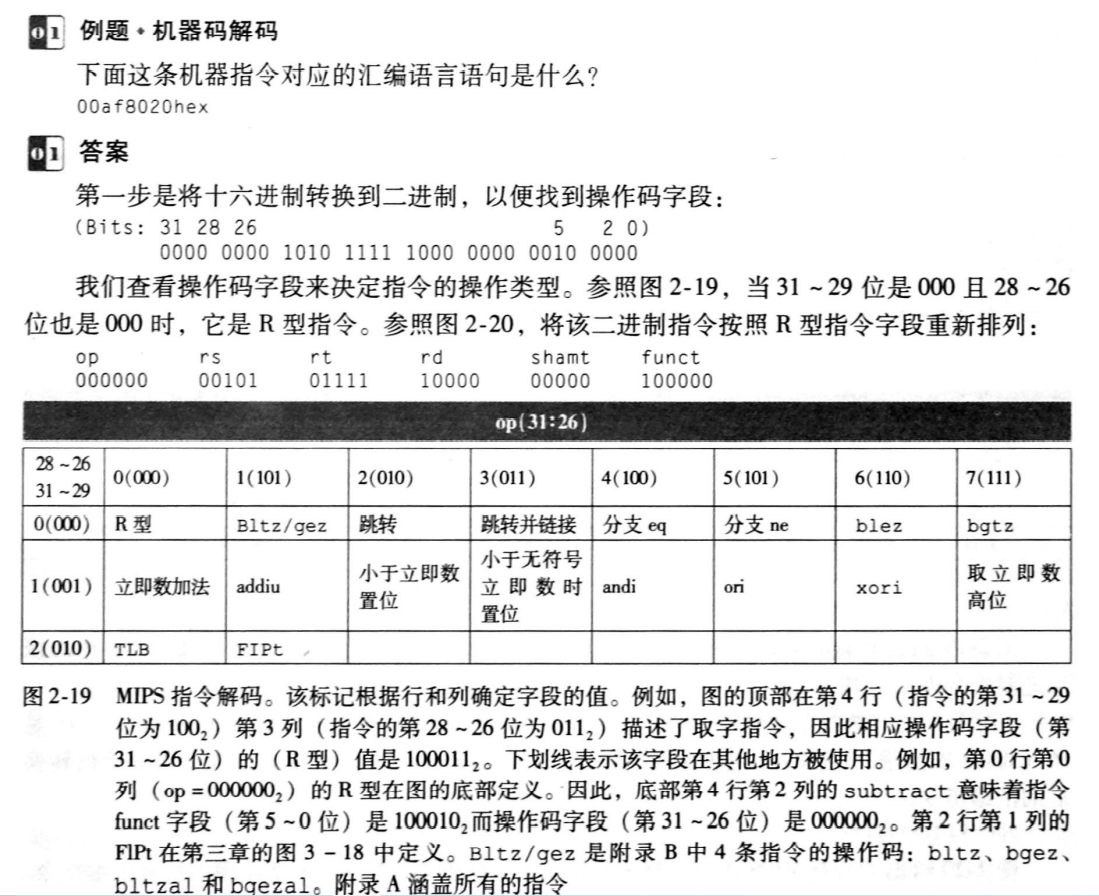 01 例题·机器码解码
下面这条机器指令对应的汇编语言语句是什么?
00af8020hex
01 答案
第一步是将十六进制转换到二进制,以便找到操作码字段:
(Bits: 31 28 26 5 2 0)
0000 0000 1010 1111 1000 0000 0010 0000
我们查看操作码字段来决定指令的操作类型。参照图 2-19,当 31 ~ 29 位是 000 且 28 ~ 26
位也是 000 时,它是 R 型指令。参照图 2-20,将该二进制指令按照 R 型指令字段重新排列:
op rs rt rd shamt funct
000000 00101 01111 10000 00000 100000
op(31:26)
28 ~26
31 ~29
0(000) 1(101) 2(010) 3(011) 4(100) 5(101) 6(110) 7(111)
0(000) R 型 Bltz/gez 跳转 跳转并链接 分支 eq 分支 ne blez bgtz
1(001) 立即数加法 addiu 小于立即数
置位
小于无符号
立即数时
置位
andi ori xori 取立即数
高位
2(010) TLB FIPt
图 2-19 MIPS 指令解码。该标记根据行和列确定字段的值。例如,图的顶部在第 4 行(指令的第 31 ~ 29
位为 100₂)第 3 列(指令的第 28 ~ 26 位为 011₂)描述了取字指令,因此相应操作码字段(第
31 ~ 26 位)的(R 型)值是 100011₂。下划线表示该字段在其他地方被使用。例如,第 0 行第 0
列(op = 000000₂)的 R 型在图的底部定义。因此,底部第 4 行第 2 列的 subtract 意味着指令
funct 字段(第 5 ~ 0 位)是 100010₂而操作码字段(第 31 ~ 26 位)是 000000₂。第 2 行第 1 列的
FlPt 在第三章的图 3 - 18 中定义。Bltz/gez 是附录 B 中 4 条指令的操作码:bltz、bgez、
bltzal 和 bgezal。附录 A 涵盖所有的指令